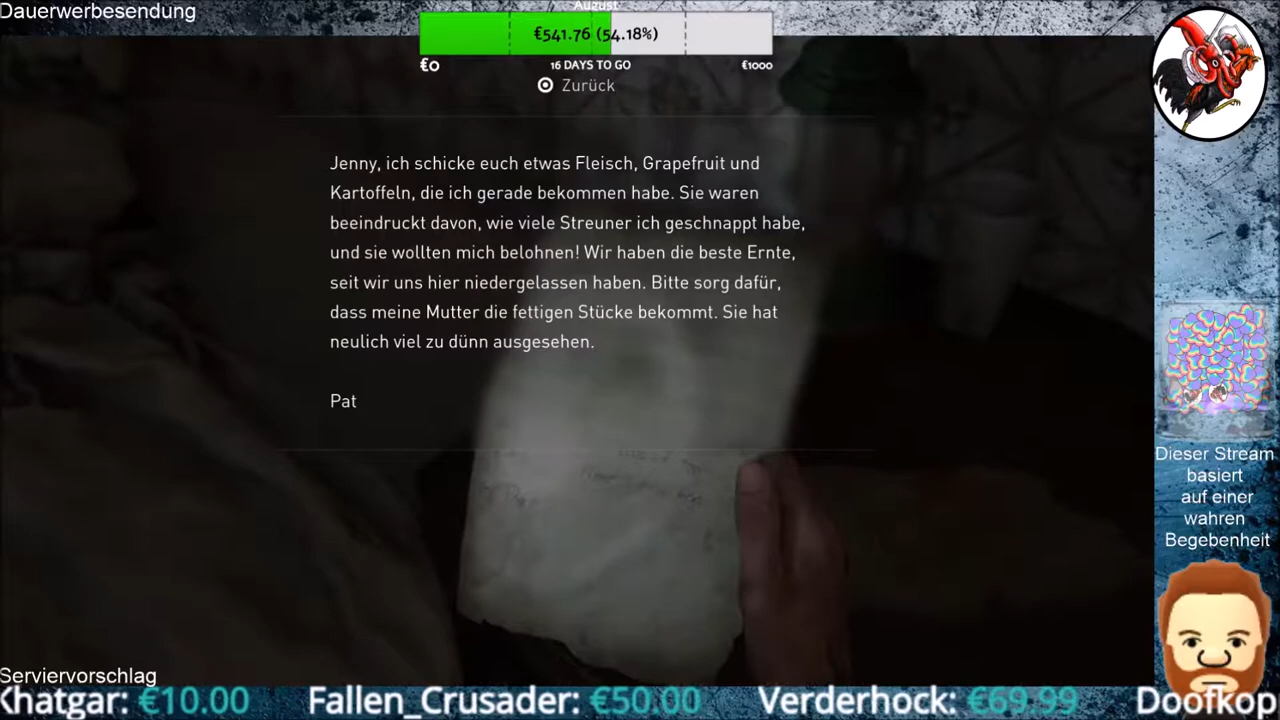 Dauerwerbesendung
August
€541.76 (54.18%)
€0
16 DAYS TO GO
€1000
Zurück
Jenny, ich schicke euch etwas Fleisch, Grapefruit und
Kartoffeln, die ich gerade bekommen habe. Sie waren
beeindruckt davon, wie viele Streuner ich geschnappt habe,
und sie wollten mich belohnen! Wir haben die beste Ernte,
seit wir uns hier niedergelassen haben. Bitte sorg dafür,
dass meine Mutter die fettigen Stücke bekommt. Sie hat
neulich viel zu dünn ausgesehen.
Pat
Dieser Stream
basiert
auf einer
wahren
Begebenheit
Serviervorschlag
Khatgar: €10.00 Fallen_Crusader: €50.00 Verderhock: €69.99 Doofkop